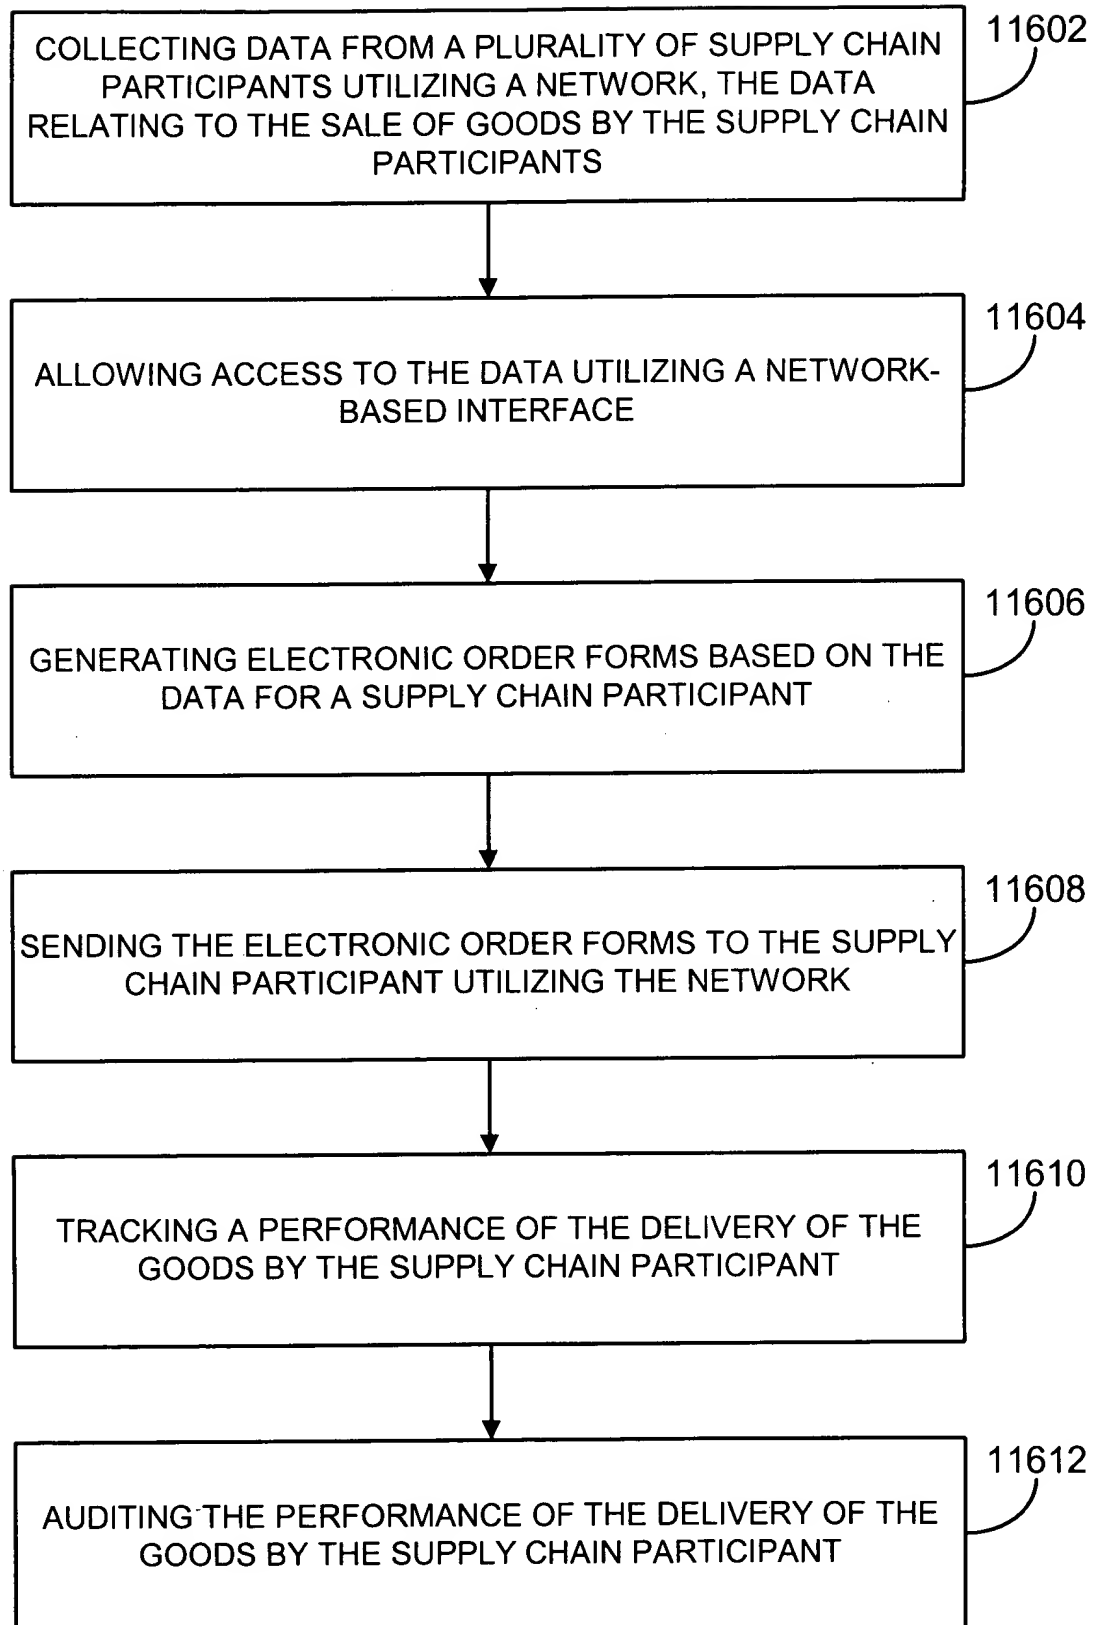 COLLECTING DATA FROM A PLURALITY OF SUPPLY CHAIN
PARTICIPANTS UTILIZING A NETWORK, THE DATA
RELATING TO THE SALE OF GOODS BY THE SUPPLY CHAIN
PARTICIPANTS
11602
ALLOWING ACCESS TO THE DATA UTILIZING A NETWORK-
BASED INTERFACE
11604
GENERATING ELECTRONIC ORDER FORMS BASED ON THE
DATA FOR A SUPPLY CHAIN PARTICIPANT
11606
SENDING THE ELECTRONIC ORDER FORMS TO THE SUPPLY
CHAIN PARTICIPANT UTILIZING THE NETWORK
11608
TRACKING A PERFORMANCE OF THE DELIVERY OF THE
GOODS BY THE SUPPLY CHAIN PARTICIPANT
11610
AUDITING THE PERFORMANCE OF THE DELIVERY OF THE
GOODS BY THE SUPPLY CHAIN PARTICIPANT
11612